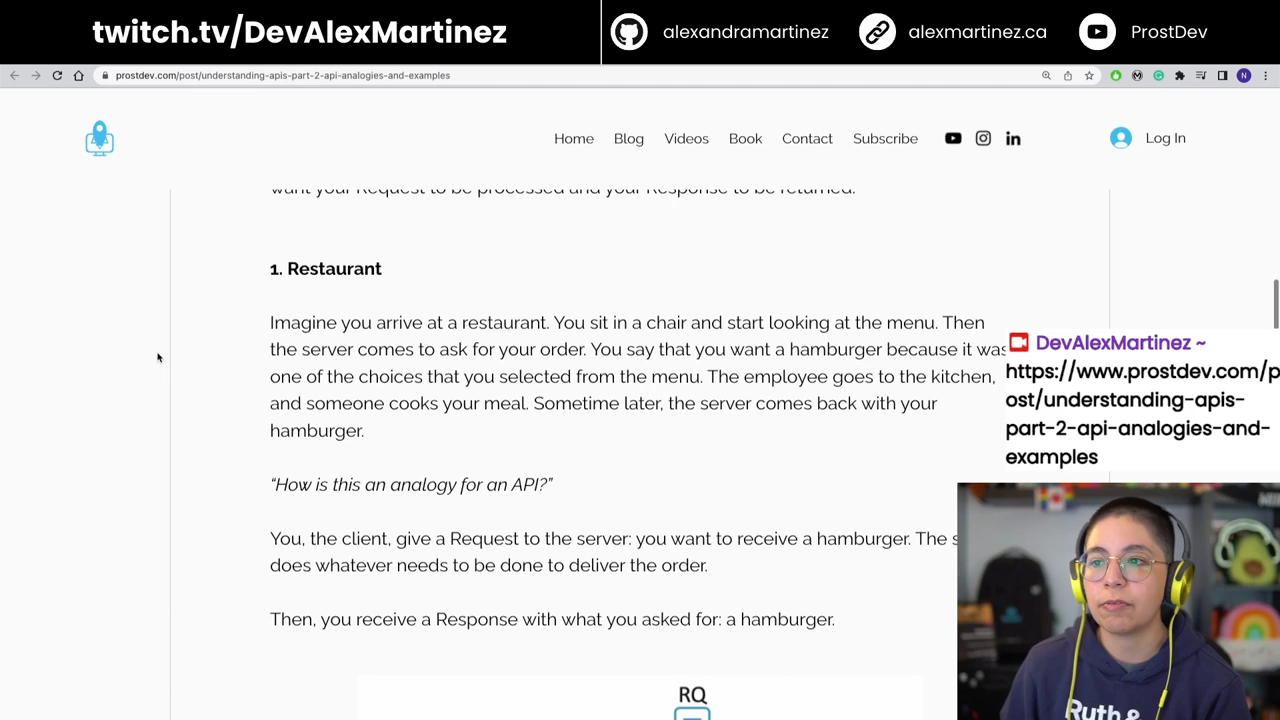 twitch.tv/DevAlexMartinez
alexandramartinez
alexmartinez.ca
ProstDev
prostdev.com/post/understanding-apis-part-2-api-analogies-and-examples
N
Home Blog Videos Book Contact Subscribe
Log In
want your Request to be processed and your Response to be returned.
1. Restaurant
Imagine you arrive at a restaurant. You sit in a chair and start looking at the menu. Then
the server comes to ask for your order. You say that you want a hamburger because it was
one of the choices that you selected from the menu. The employee goes to the kitchen,
and someone cooks your meal. Sometime later, the server comes back with your
hamburger.
“How is this an analogy for an API?”
You, the client, give a Request to the server: you want to receive a hamburger. The
does whatever needs to be done to deliver the order.
Then, you receive a Response with what you asked for: a hamburger.
RQ
DevAlexMartinez ~
https://www.prostdev.com/p
ost/understanding-apis-
part-2-api-analogies-and-
examples
Ruth &